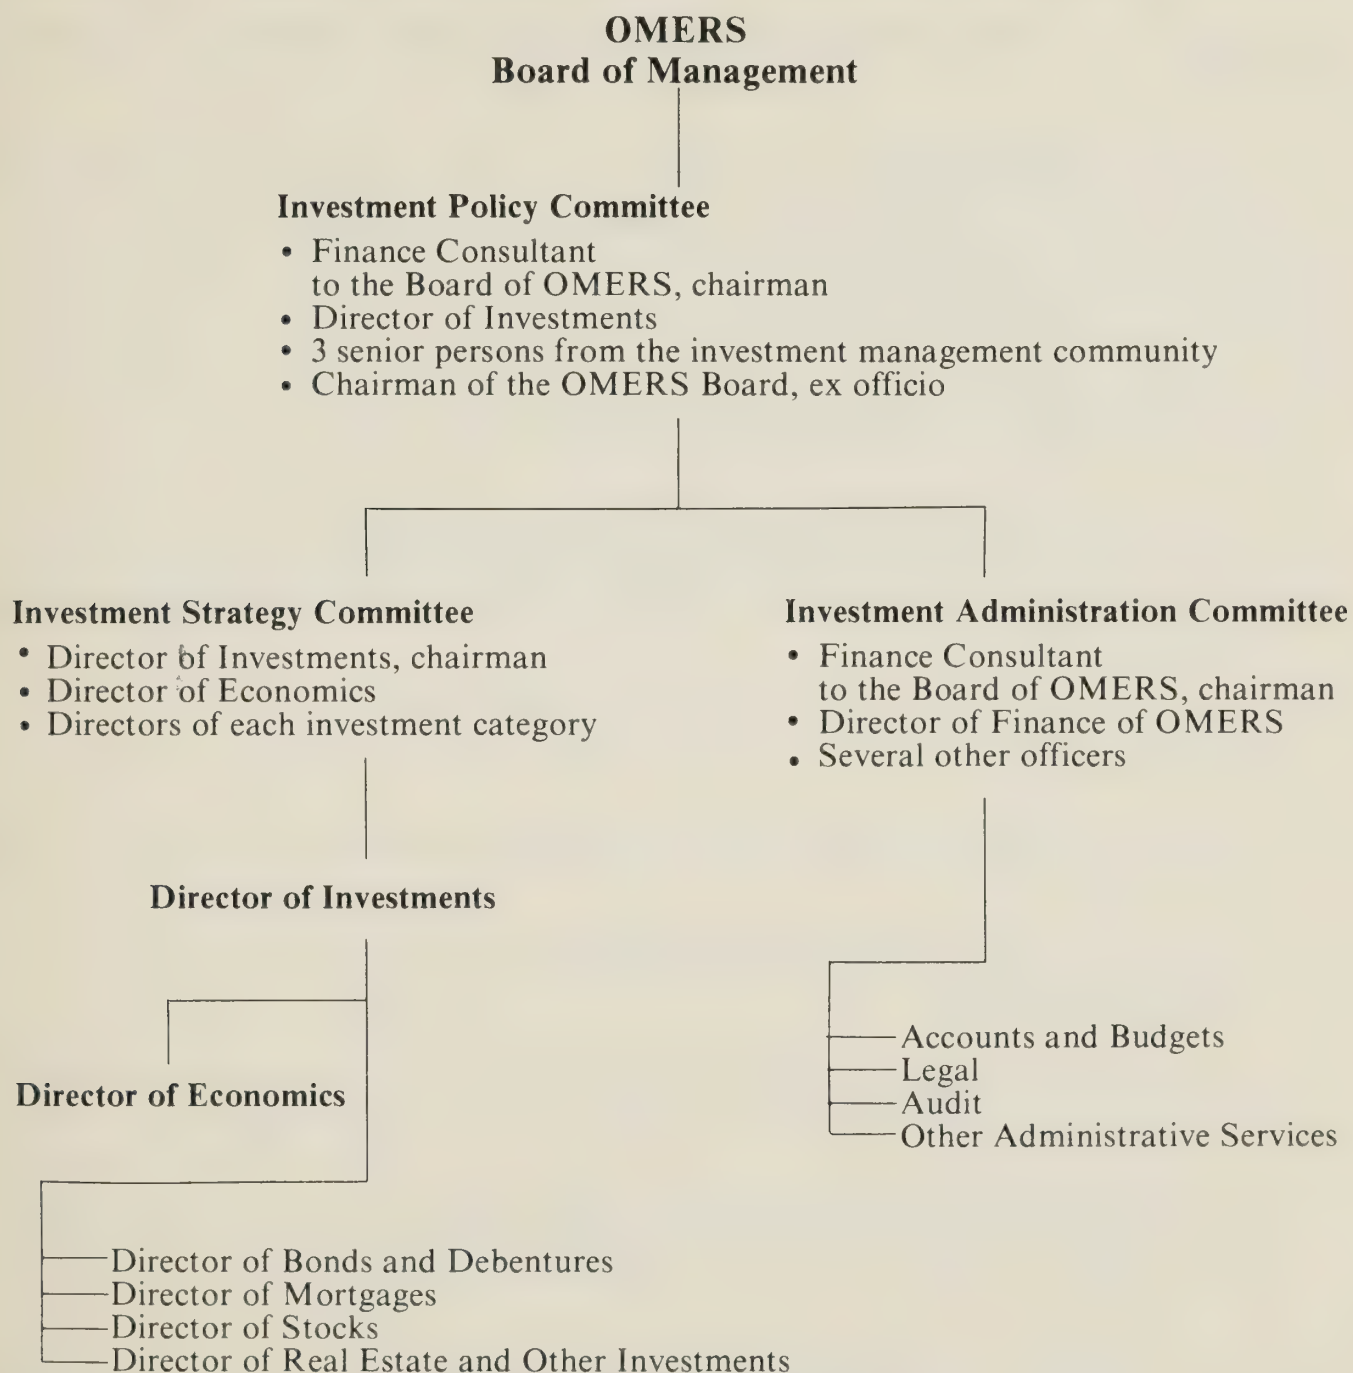 OMERS
Board of Management
Investment Policy Committee
• Finance Consultant
to the Board of OMERS, chairman
• Director of Investments
• 3 senior persons from the investment management community
• Chairman of the OMERS Board, ex officio
Investment Strategy Committee
• Director of Investments, chairman
• Director of Economics
• Directors of each investment category
Investment Administration Committee
• Finance Consultant
to the Board of OMERS, chairman
• Director of Finance of OMERS
• Several other officers
Director of Investments
Director of Economics
Director of Bonds and Debentures
Director of Mortgages
Director of Stocks
Director of Real Estate and Other Investments
Accounts and Budgets
Legal
Audit
Other Administrative Services